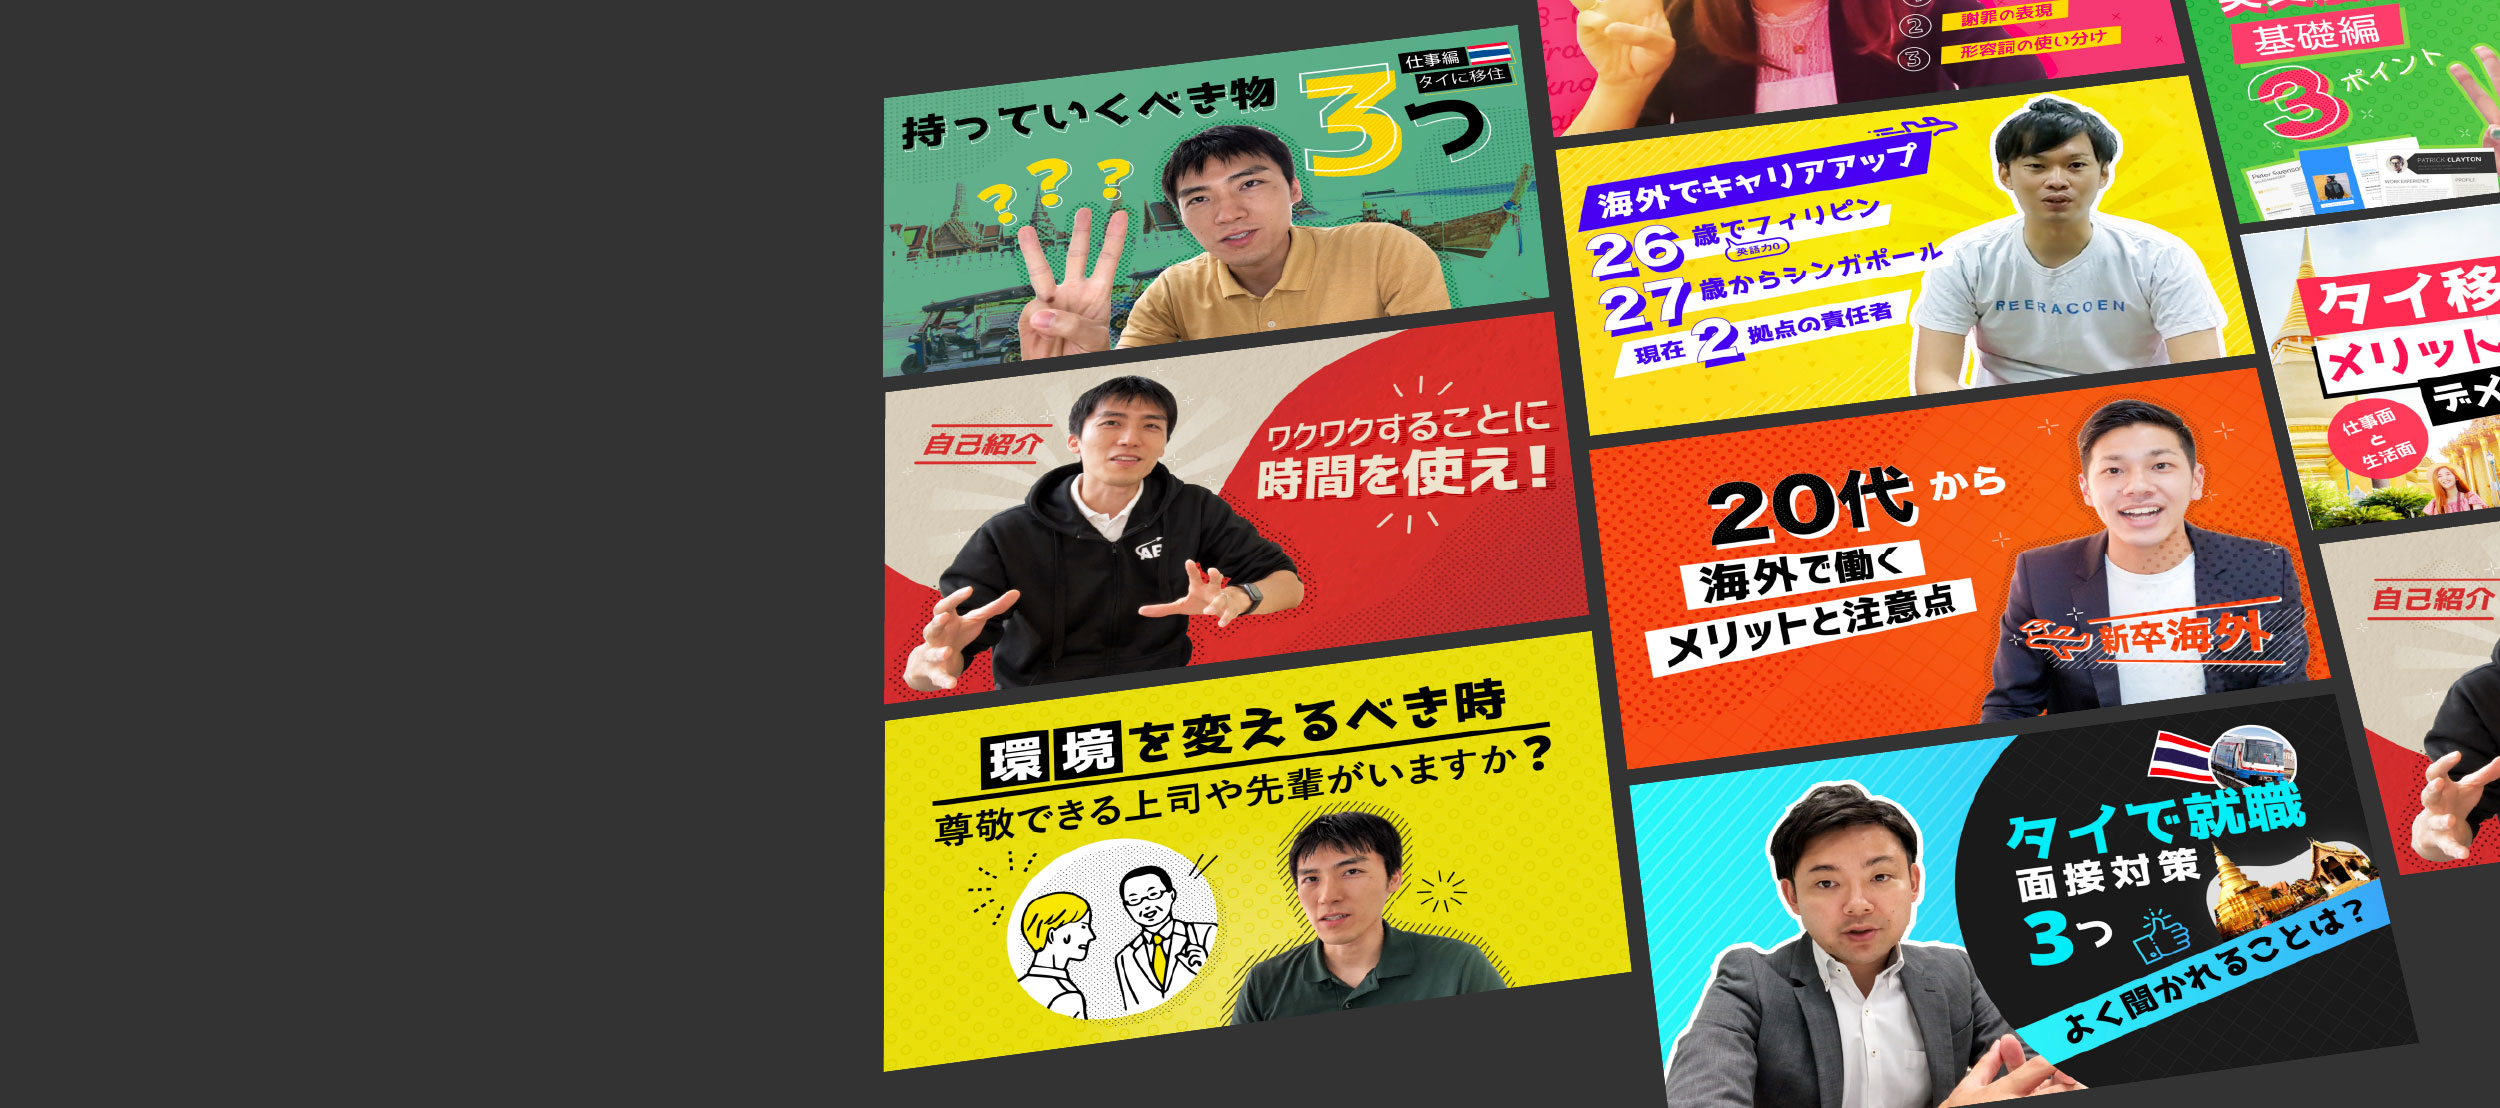 仕事編
タイに移住
持っていくべき物
3つ
? ? ?
自己紹介
ワクワクすることに
時間を使え!
環境を変えるべき時
尊敬できる上司や先輩がいますか?
② 謝罪の表現
③ 形容詞の使い分け
海外でキャリアアップ
26歳でフィリピン
英語力0
27歳からシンガポール
現在2拠点の責任者
REERACOEN
20代から
海外で働く
メリットと注意点
新卒海外
タイで就職
面接対策
3つ
よく聞かれることは?
基礎編
3ポイント
PATRICK CLAYTON
WORK EXPERIENCE
PROFILE
タイ移
メリット
デメ
仕事面
と
生活面
自己紹介